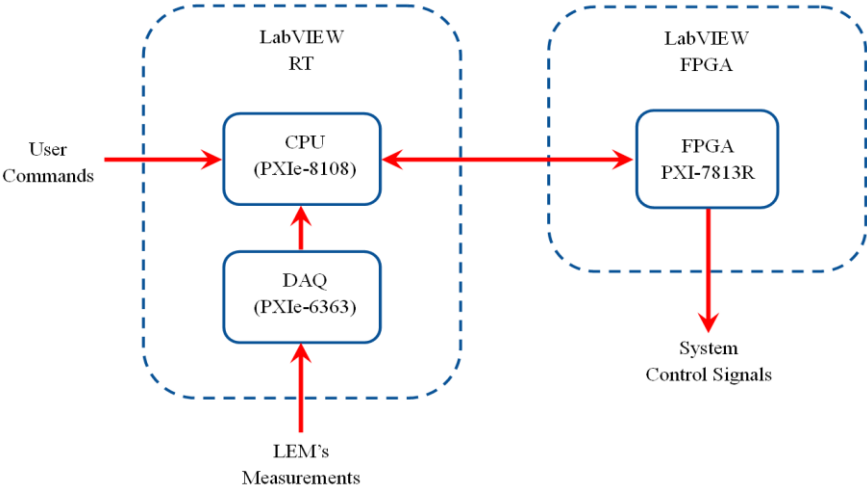 LabVIEW
RT
LabVIEW
FPGA
User
Commands
CPU
(PXIe-8108)
FPGA
PXI-7813R
DAQ
(PXIe-6363)
System
Control Signals
LEM’s
Measurements